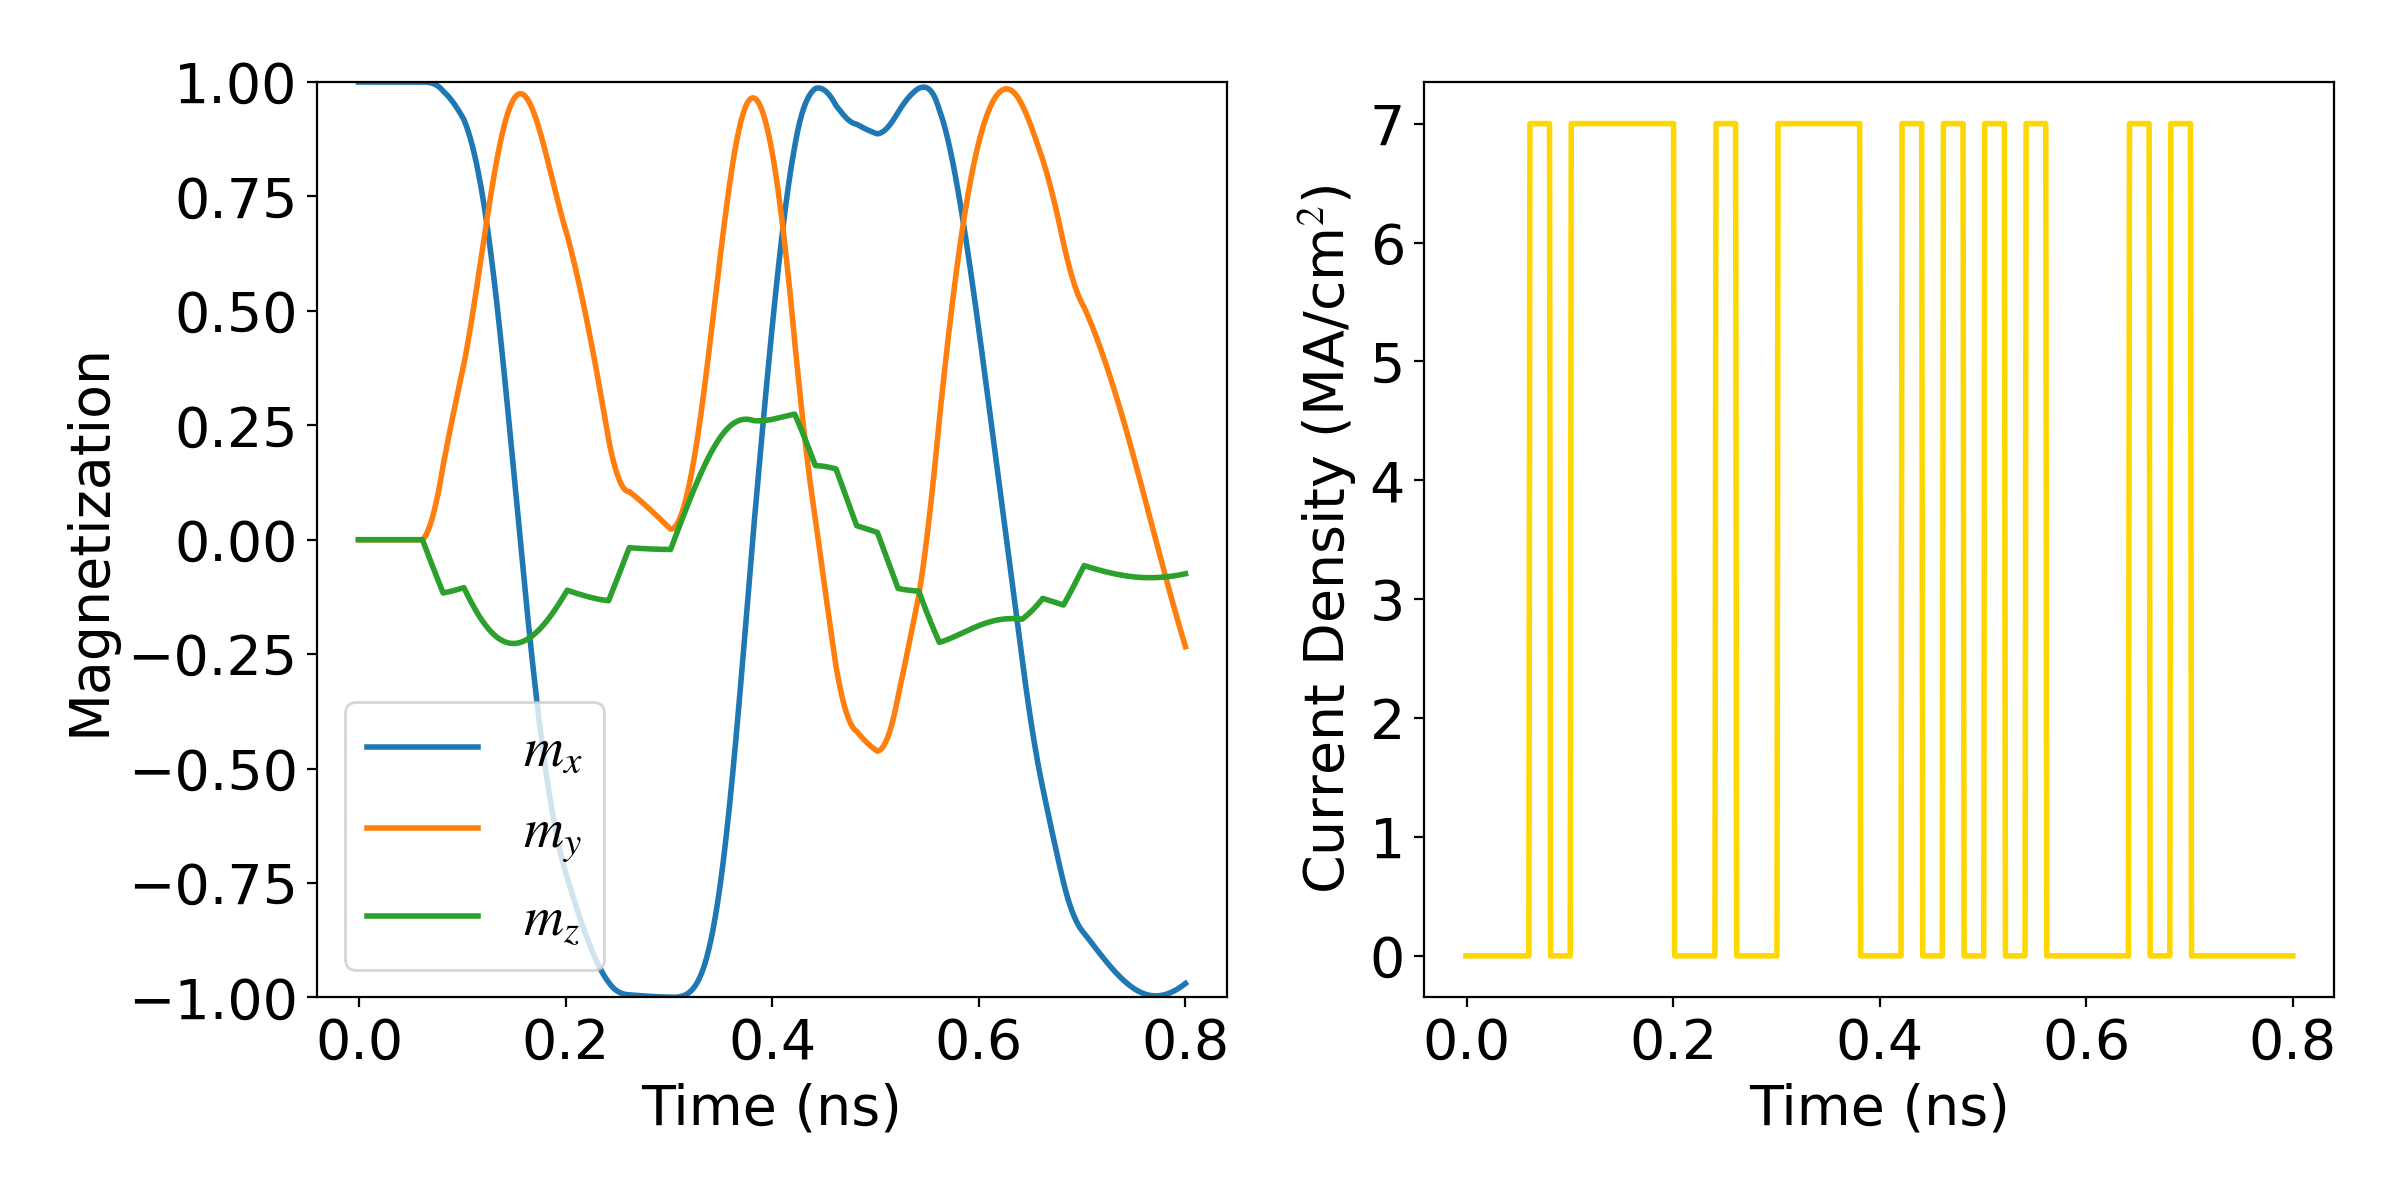 Magnetization
1.00
0.75
0.50
0.25
0.00
−0.25
−0.50
−0.75
−1.00
m_x
m_y
m_z
0.0 0.2 0.4 0.6 0.8
Time (ns)
Current Density (MA/cm²)
7
6
5
4
3
2
1
0
0.0 0.2 0.4 0.6 0.8
Time (ns)